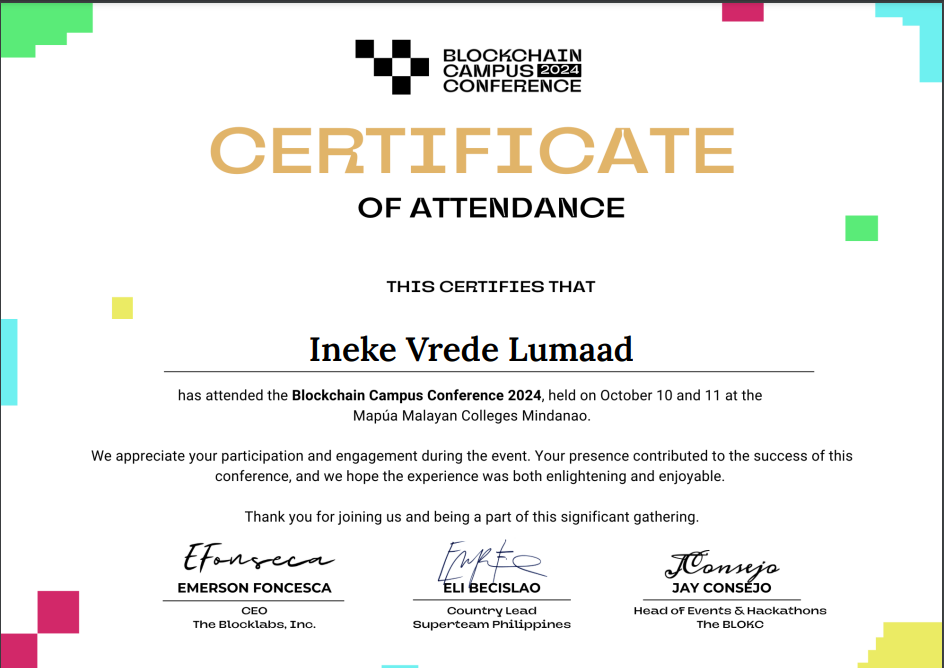 BLOCKCHAIN
CAMPUS 2024
CONFERENCE
CERTIFICATE
OF ATTENDANCE
THIS CERTIFIES THAT
Ineke Vrede Lumaad
has attended the Blockchain Campus Conference 2024, held on October 10 and 11 at the
Mapúa Malayan Colleges Mindanao.
We appreciate your participation and engagement during the event. Your presence contributed to the success of this
conference, and we hope the experience was both enlightening and enjoyable.
Thank you for joining us and being a part of this significant gathering.
EFonseca
EMERSON FONCESCA
CEO
The Blocklabs, Inc.
ELI BECISLAO
Country Lead
Superteam Philippines
JConsejo
JAY CONSEJO
Head of Events & Hackathons
The BLOKC